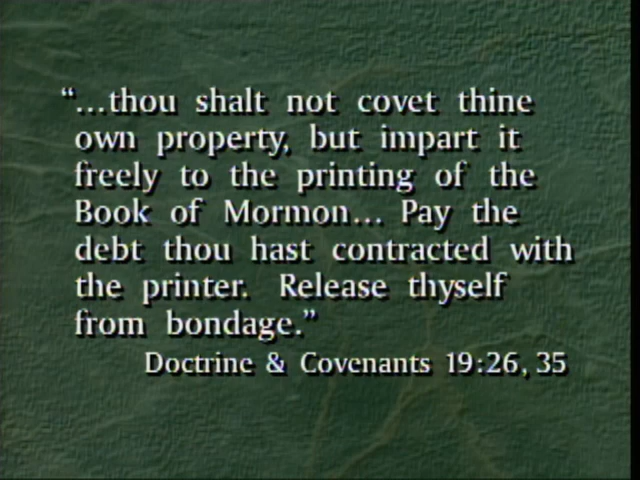 “...thou shalt not covet thine
own property, but impart it
freely to the printing of the
Book of Mormon... Pay the
debt thou hast contracted with
the printer. Release thyself
from bondage.”
Doctrine & Covenants 19:26, 35